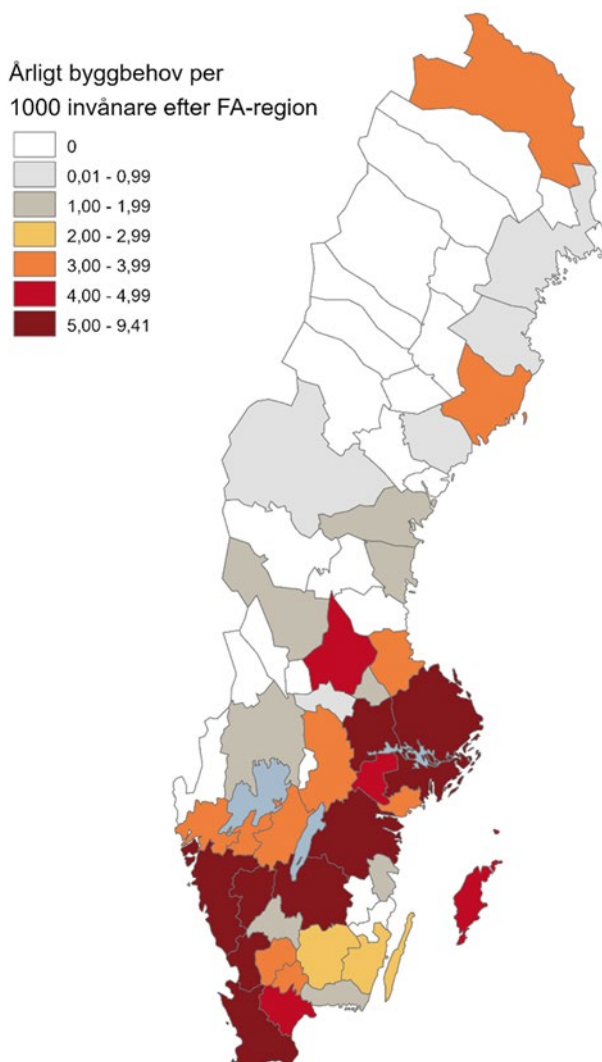 Årligt byggbehov per
1000 invånare efter FA-region
0
0,01 - 0,99
1,00 - 1,99
2,00 - 2,99
3,00 - 3,99
4,00 - 4,99
5,00 - 9,41